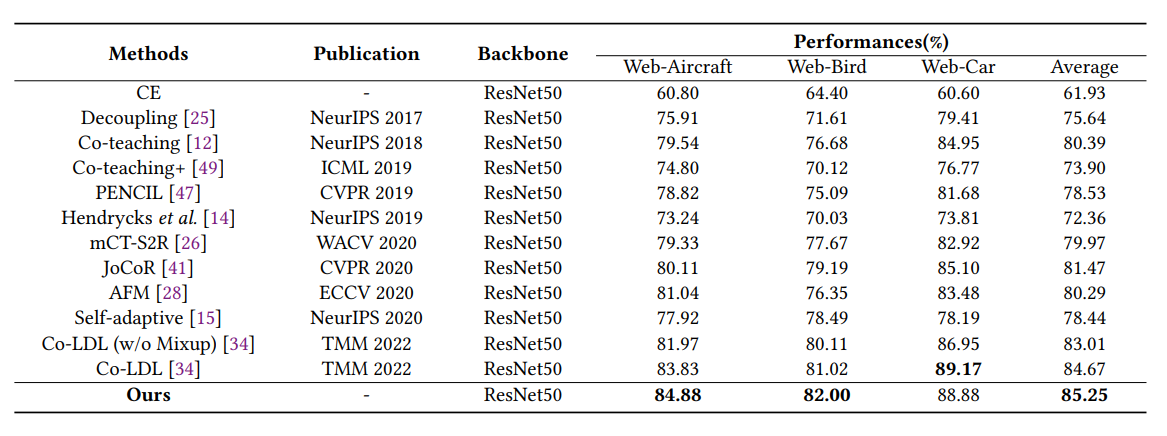 Methods Publication Backbone Performances(%)
Web-Aircraft Web-Bird Web-Car Average
CE - ResNet50 60.80 64.40 60.60 61.93
Decoupling [25] NeurIPS 2017 ResNet50 75.91 71.61 79.41 75.64
Co-teaching [12] NeurIPS 2018 ResNet50 79.54 76.68 84.95 80.39
Co-teaching+ [49] ICML 2019 ResNet50 74.80 70.12 76.77 73.90
PENCIL [47] CVPR 2019 ResNet50 78.82 75.09 81.68 78.53
Hendrycks et al. [14] NeurIPS 2019 ResNet50 73.24 70.03 73.81 72.36
mCT-S2R [26] WACV 2020 ResNet50 79.33 77.67 82.92 79.97
JoCoR [41] CVPR 2020 ResNet50 80.11 79.19 85.10 81.47
AFM [28] ECCV 2020 ResNet50 81.04 76.35 83.48 80.29
Self-adaptive [15] NeurIPS 2020 ResNet50 77.92 78.49 78.19 78.44
Co-LDL (w/o Mixup) [34] TMM 2022 ResNet50 81.97 80.11 86.95 83.01
Co-LDL [34] TMM 2022 ResNet50 83.83 81.02 89.17 84.67
Ours - ResNet50 84.88 82.00 88.88 85.25